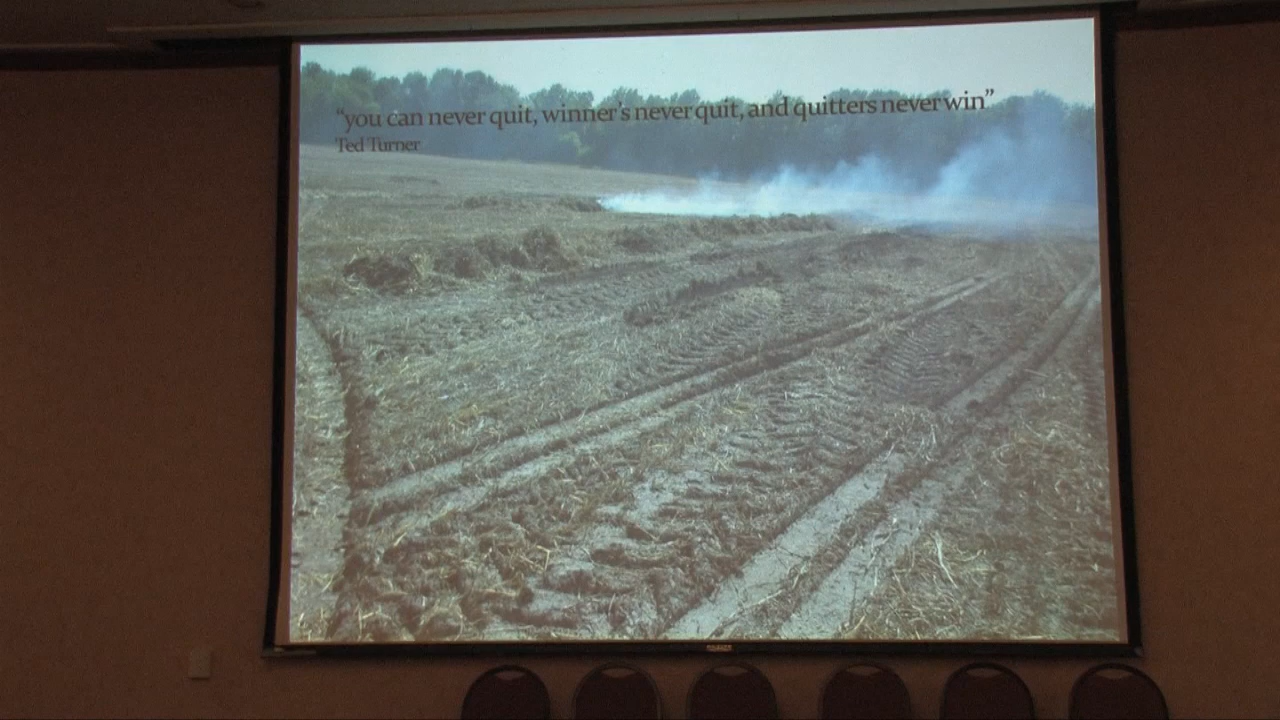 “you can never quit, winner's never quit, and quitters never win”
Ted Turner